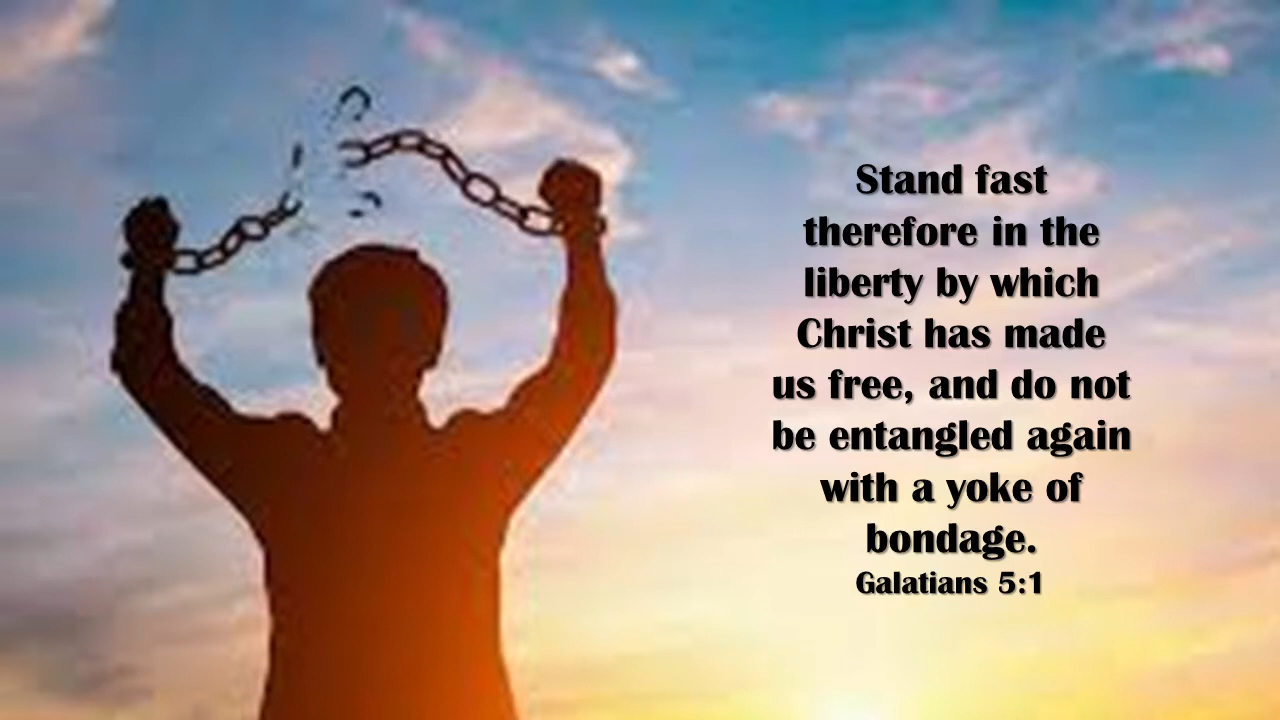 Stand fast
therefore in the
liberty by which
Christ has made
us free, and do not
be entangled again
with a yoke of
bondage.
Galatians 5:1